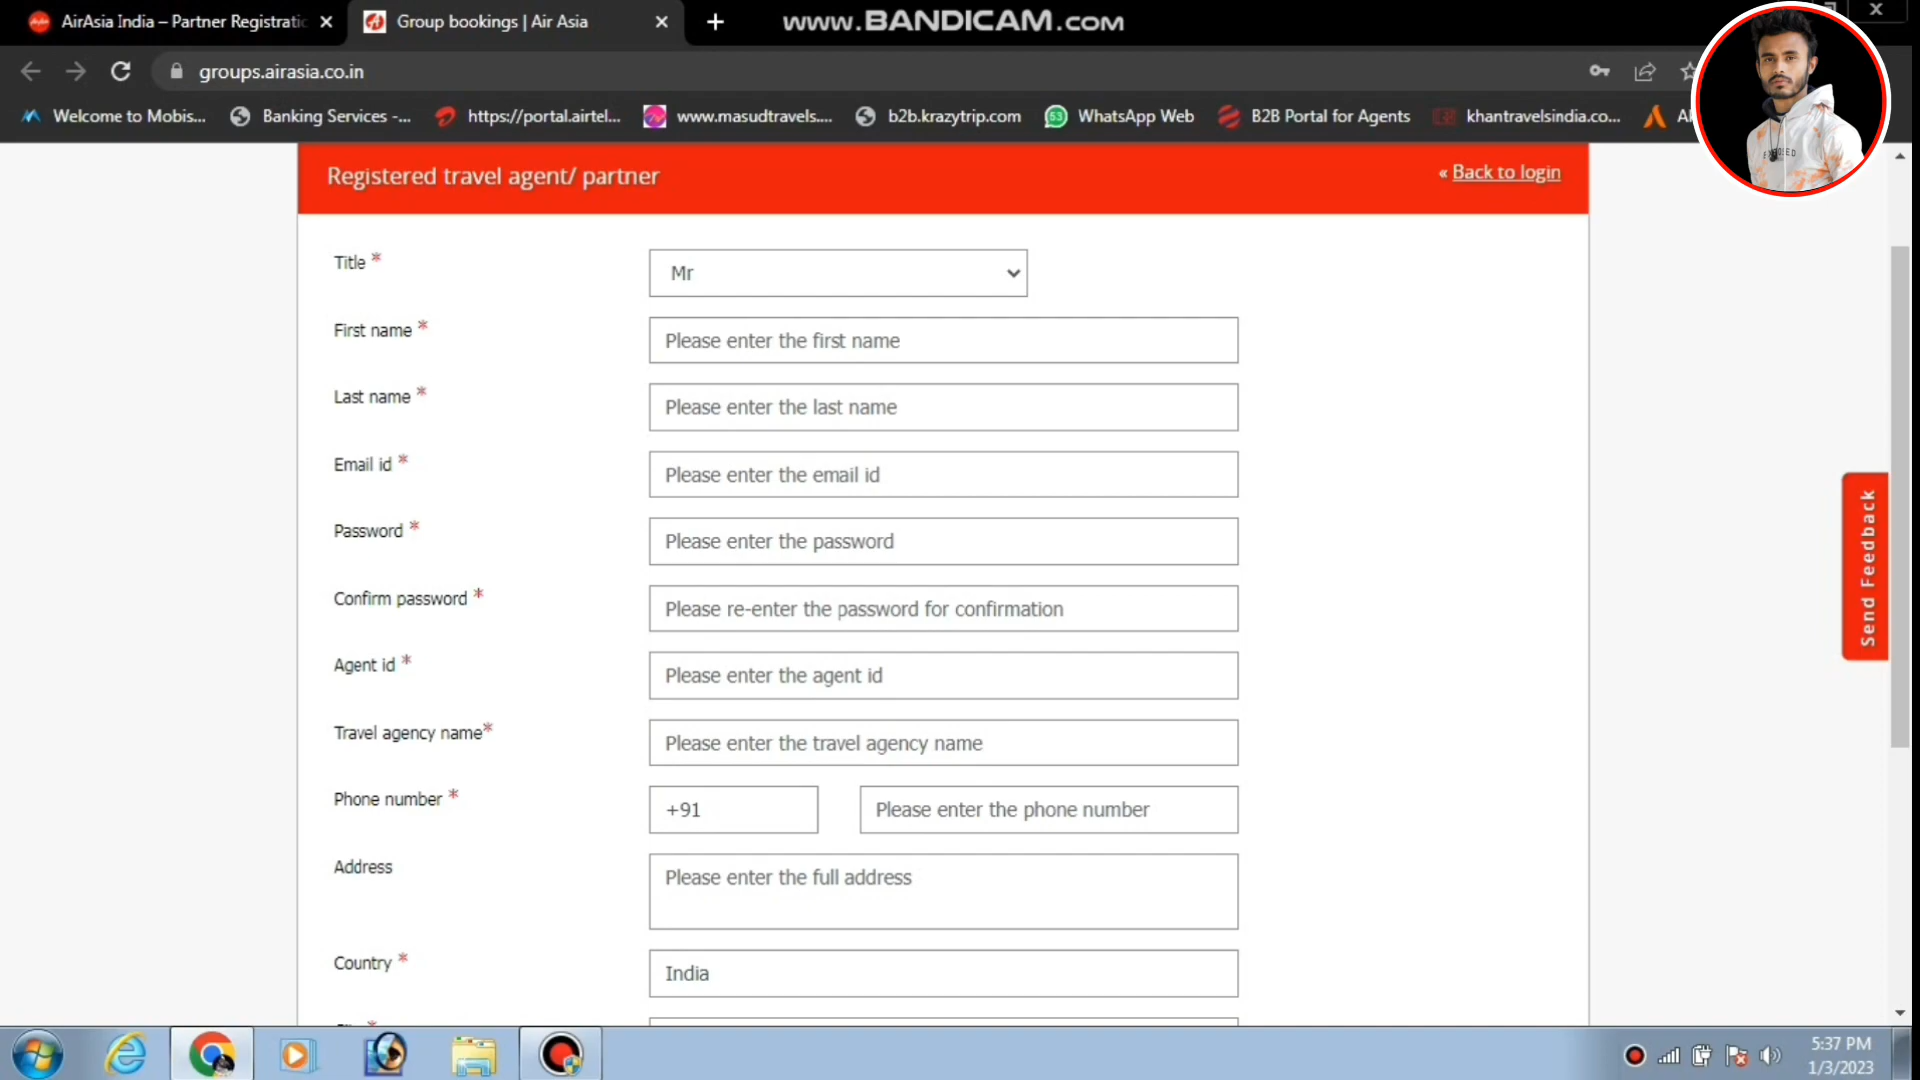 AirAsia India – Partner Registratic
Group bookings | Air Asia
www.BANDICAM.com
groups.airasia.co.in
Welcome to Mobis...
Banking Services -...
https://portal.airtel...
www.masudtravels....
b2b.krazytrip.com
53
WhatsApp Web
B2B Portal for Agents
khantravelsindia.co...
Registered travel agent/ partner
« Back to login
Title *
Mr
First name *
Please enter the first name
Last name *
Please enter the last name
Email id *
Please enter the email id
Password *
Please enter the password
Confirm password *
Please re-enter the password for confirmation
Agent id *
Please enter the agent id
Travel agency name*
Please enter the travel agency name
Phone number *
+91
Please enter the phone number
Address
Please enter the full address
Country *
India
Send Feedback
5:37 PM
1/3/2023